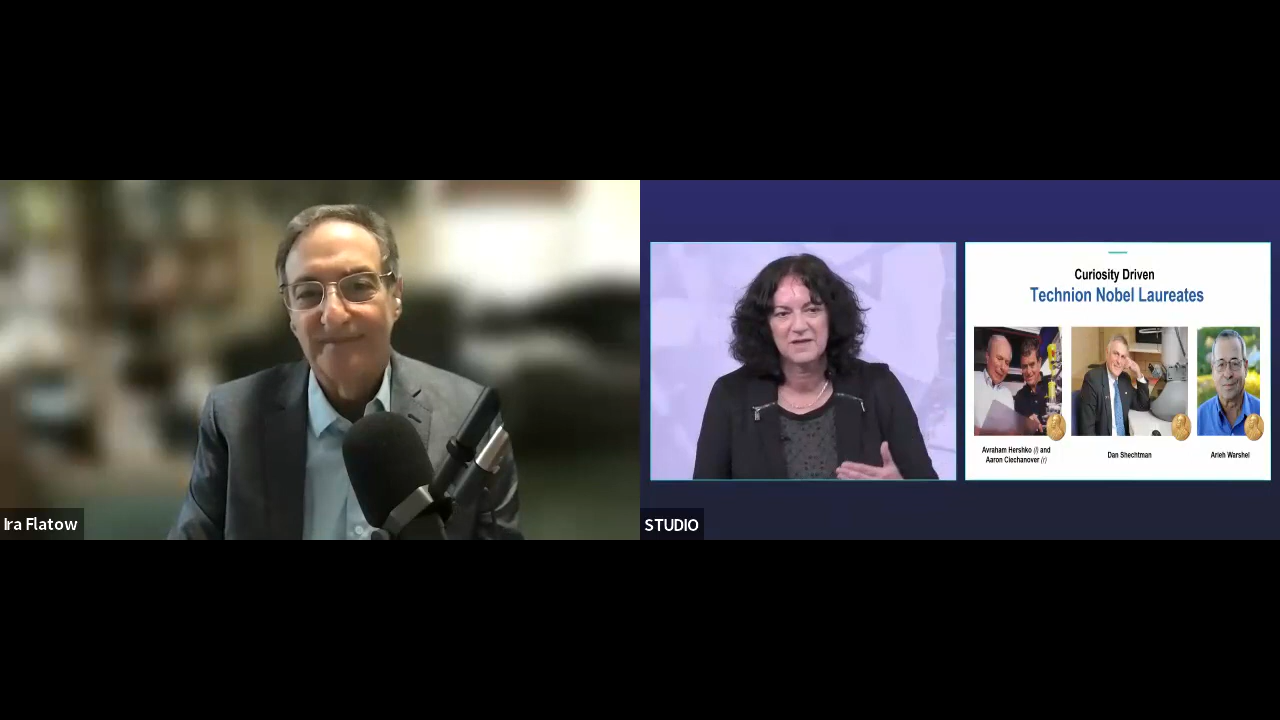 Ira Flatow
STUDIO
Curiosity Driven
Technion Nobel Laureates
Avraham Hershko (l) and
Aaron Ciechanover (r)
Dan Shechtman
Arieh Warshel